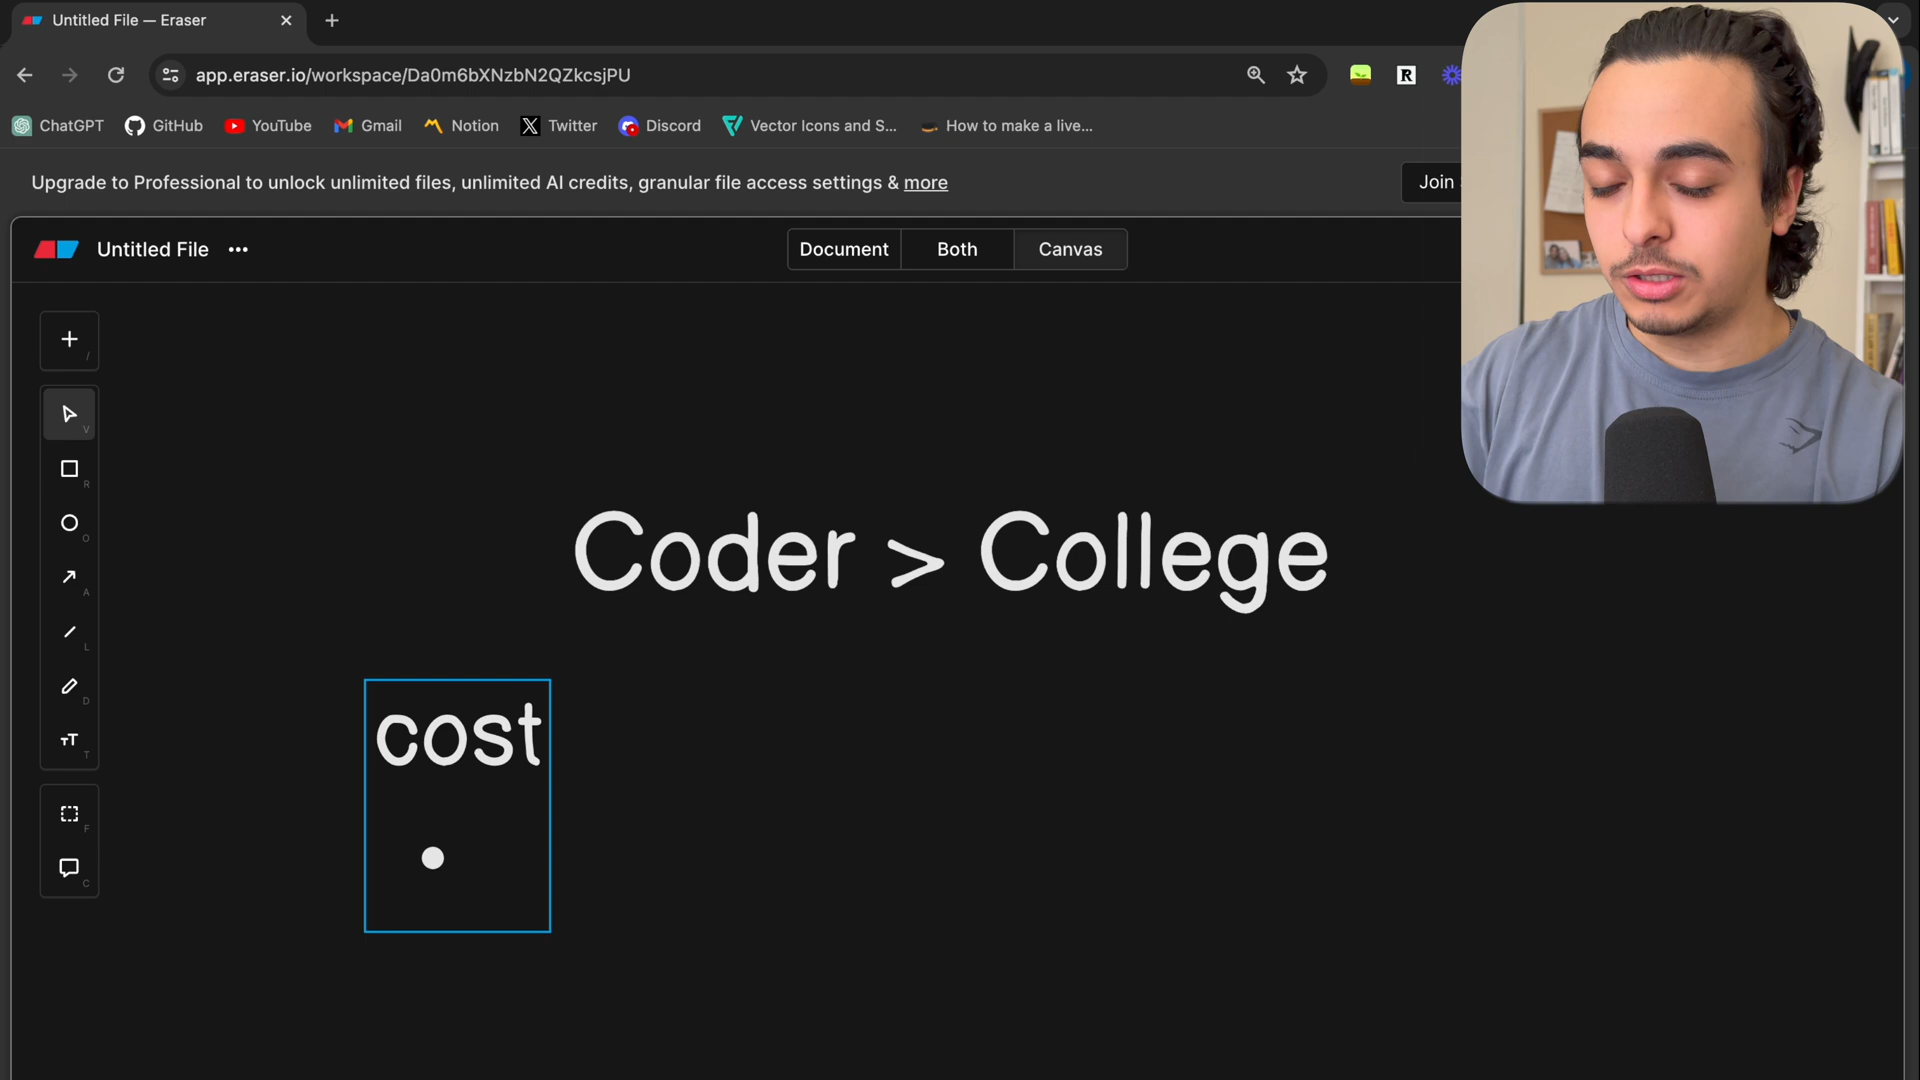 Untitled File — Eraser
app.eraser.io/workspace/Da0m6bXNzbN2QZkcsjPU
R
ChatGPT GitHub YouTube Gmail Notion Twitter Discord Vector Icons and S... How to make a live...
Upgrade to Professional to unlock unlimited files, unlimited AI credits, granular file access settings & more
Join
Untitled File
Document Both Canvas
/
V
R
O
A
L
D
TT T
F
C
Coder > College
cost
•